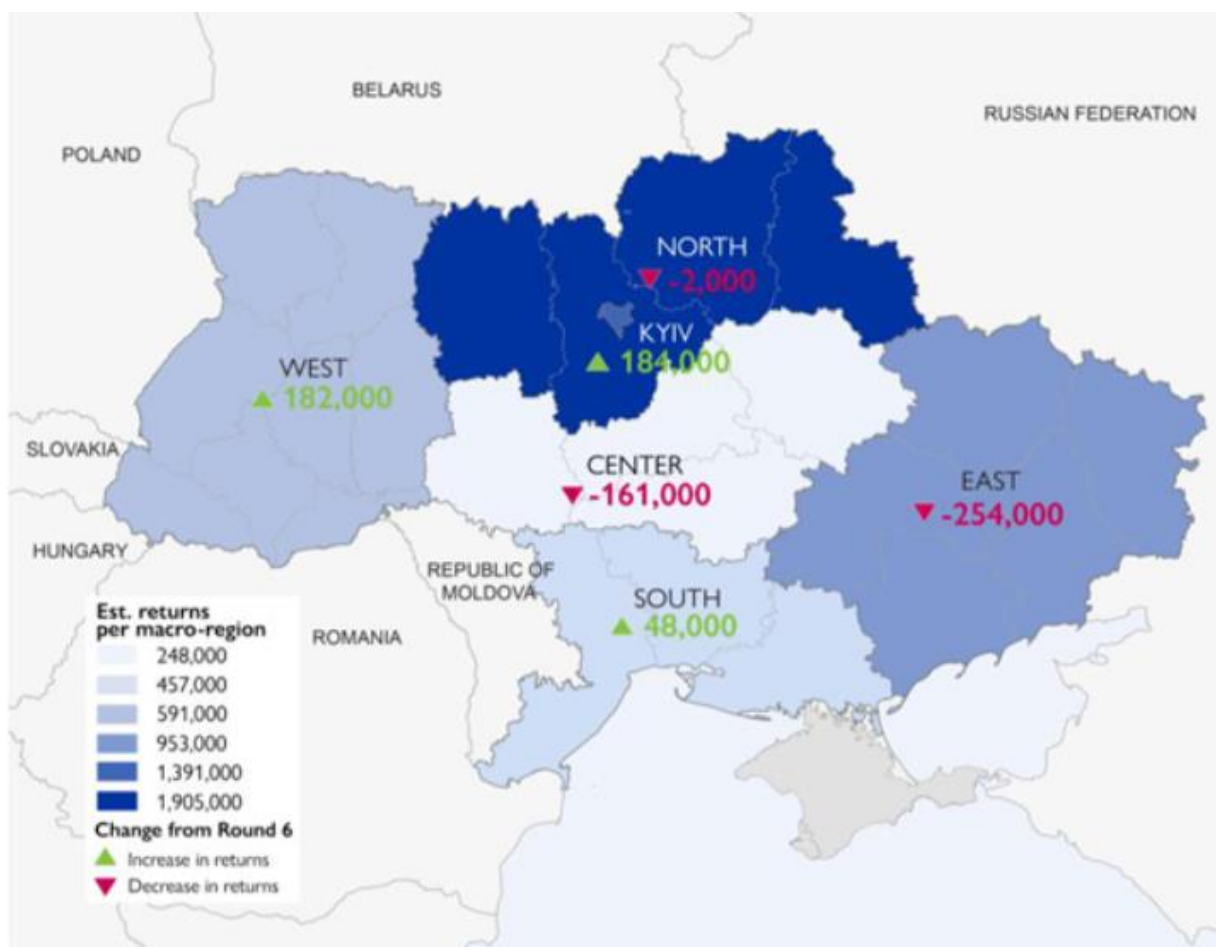 BELARUS
RUSSIAN FEDERATION
POLAND
NORTH
-2,000
KYIV
184,000
WEST
182,000
SLOVAKIA
CENTER
-161,000
EAST
-254,000
HUNGARY
REPUBLIC OF
MOLDOVA
SOUTH
48,000
ROMANIA
Est. returns
per macro-region
248,000
457,000
591,000
953,000
1,391,000
1,905,000
Change from Round 6
Increase in returns
Decrease in returns